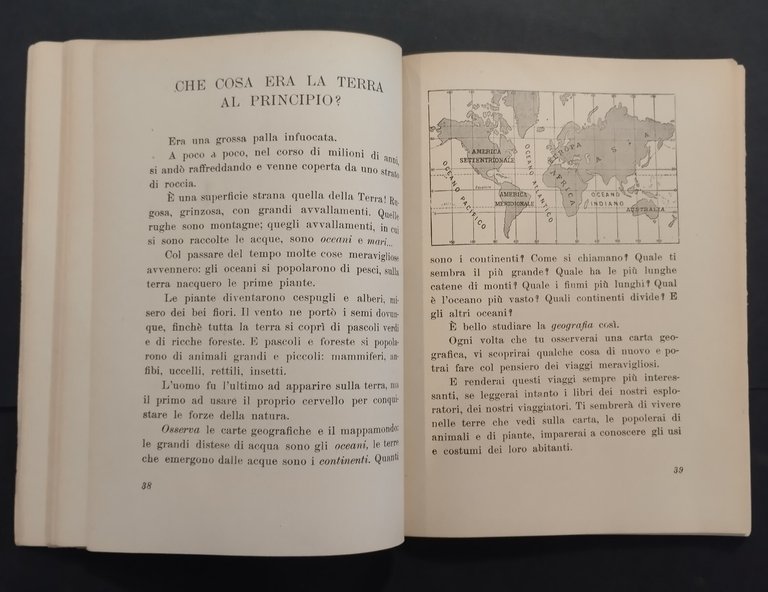 CHE COSA ERA LA TERRA
AL PRINCIPIO?
Era una grossa palla infuocata.
A poco a poco, nel corso di milioni di anni,
si andò raffreddando e venne coperta da uno strato
di roccia.
È una superficie strana quella della Terra! Ru-
gosa, grinzosa, con grandi avvallamenti. Quelle
rughe sono montagne; quegli avvallamenti, in cui
si sono raccolte le acque, sono oceani e mari...
Col passare del tempo molte cose meravigliose
avvennero: gli oceani si popolarono di pesci, sulla
terra nacquero le prime piante.
Le piante diventarono cespugli e alberi, mi-
sero dei bei fiori. Il vento ne portò i semi dovun-
que, finchè tutta la terra si coprì di pascoli verdi
e di ricche foreste. E pascoli e foreste si popola-
rono di animali grandi e piccoli: mammiferi, an-
fibi, uccelli, rettili, insetti.
L'uomo fu l'ultimo ad apparire sulla terra, ma
il primo ad usare il proprio cervello per conqui-
stare le forze della natura.
Osserva le carte geografiche e il mappamondo:
le grandi distese di acqua sono gli oceani, le terre
che emergono dalle acque sono i continenti. Quanti
38
AMERICA
SETTENTRIONALE
EUROPA
ASIA
OCEANO ATLANTICO
AFRICA
OCEANO PACIFICO
AMERICA
MERIDIONALE
OCEANO
INDIANO
AUSTRALIA
sono i continenti? Come si chiamano? Quale ti
sembra il più grande? Quale ha le più lunghe
catene di monti? Quale i fiumi più lunghi? Qual
è l'oceano più vasto? Quali continenti divide? E
gli altri oceani?
È bello studiare la geografia così.
Ogni volta che tu osserverai una carta geo-
grafica, vi scoprirai qualche cosa di nuovo e po-
trai fare col pensiero dei viaggi meravigliosi.
E renderai questi viaggi sempre più interes-
santi, se leggerai intanto i libri dei nostri esplo-
ratori, dei nostri viaggiatori. Ti sembrerà di vivere
nelle terre che vedi sulla carta, le popolerai di
animali e di piante, imparerai a conoscere gli usi
e costumi dei loro abitanti.
39